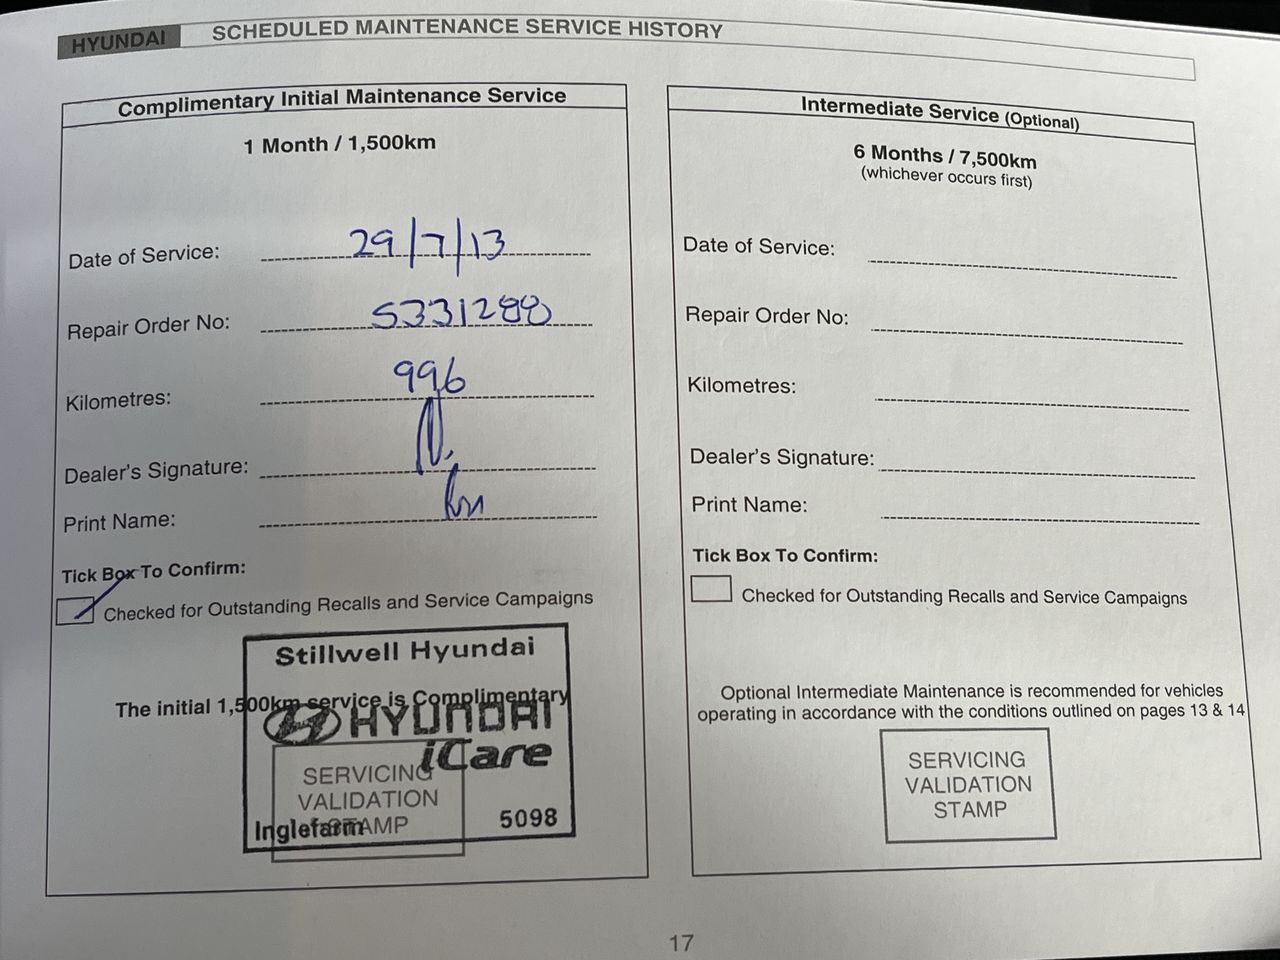 HYUNDAI SCHEDULED MAINTENANCE SERVICE HISTORY
Complimentary Initial Maintenance Service
1 Month / 1,500km
Date of Service: 29/7/13
Repair Order No: S331288
Kilometres: 996
Dealer's Signature:
Print Name:
Tick Box To Confirm:
Checked for Outstanding Recalls and Service Campaigns
Stillwell Hyundai
The initial 1,500km service is Complimentary
HYUNDAI
iCare
SERVICING
VALIDATION
STAMP
Inglefarm 5098
Intermediate Service (Optional)
6 Months / 7,500km
(whichever occurs first)
Date of Service:
Repair Order No:
Kilometres:
Dealer's Signature:
Print Name:
Tick Box To Confirm:
Checked for Outstanding Recalls and Service Campaigns
Optional Intermediate Maintenance is recommended for vehicles
operating in accordance with the conditions outlined on pages 13 & 14
SERVICING
VALIDATION
STAMP
17